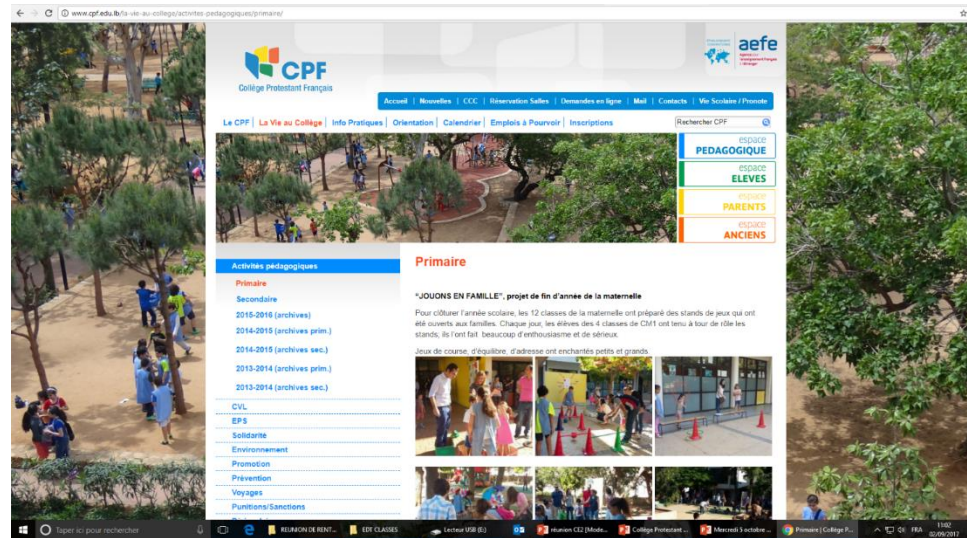 www.cpf.edu.lb/la-vie-au-college/activites-pedagogiques/primaire/
CPF
Collège Protestant Français
aefe
Accueil | Nouvelles | CCC | Réservation Salles | Demandes en ligne | Mail | Contacts | Vie Scolaire / Pronote
Le CPF | La Vie au Collège | Info Pratiques | Orientation | Calendrier | Emplois à Pourvoir | Inscriptions
Rechercher CPF
espace
PEDAGOGIQUE
espace
ELEVES
espace
PARENTS
espace
ANCIENS
Activités pédagogiques
Primaire
Secondaire
2015-2016 (archives)
2014-2015 (archives prim.)
2014-2015 (archives sec.)
2013-2014 (archives prim.)
2013-2014 (archives sec.)
CVL
EPS
Solidarité
Environnement
Promotion
Prévention
Voyages
Punitions/Sanctions
Primaire
"JOUONS EN FAMILLE", projet de fin d'année de la maternelle
Pour clôturer l'année scolaire, les 12 classes de la maternelle ont préparé des stands de jeux qui ont
été ouverts aux familles. Chaque jour, les élèves des 4 classes de CM1 ont tenu à tour de rôle les
stands; ils l'ont fait beaucoup d'enthousiasme et de sérieux.
Jeux de course, d'équilibre, d'adresse ont enchantés petits et grands
Taper ici pour rechercher
REUNION DE RENT...
EDT CLASSES
Lecteur USB (E:)
réunion CE2 [Mode...
Collège Protestant ...
Mercredi 5 octobre ...
Primaire | Collège P...
FRA
11:02
02/09/2017